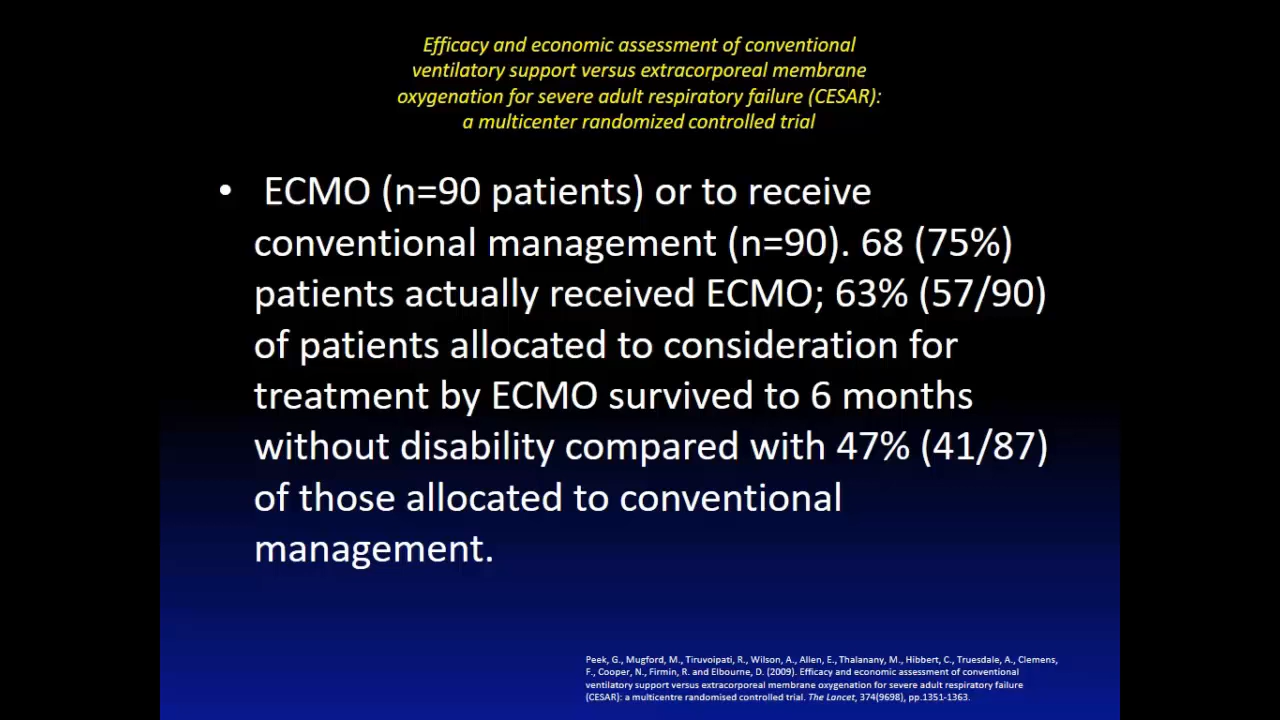 Efficacy and economic assessment of conventional
ventilatory support versus extracorporeal membrane
oxygenation for severe adult respiratory failure (CESAR):
a multicenter randomized controlled trial
• ECMO (n=90 patients) or to receive
conventional management (n=90). 68 (75%)
patients actually received ECMO; 63% (57/90)
of patients allocated to consideration for
treatment by ECMO survived to 6 months
without disability compared with 47% (41/87)
of those allocated to conventional
management.
Peek, G., Mugford, M., Tiruvoipati, R., Wilson, A., Allen, E., Thalanany, M., Hibbert, C., Truesdale, A., Clemens,
F., Cooper, N., Firmin, R. and Elbourne, D. (2009). Efficacy and economic assessment of conventional
ventilatory support versus extracorporeal membrane oxygenation for severe adult respiratory failure
(CESAR): a multicentre randomised controlled trial. The Lancet, 374(9698), pp.1351-1363.